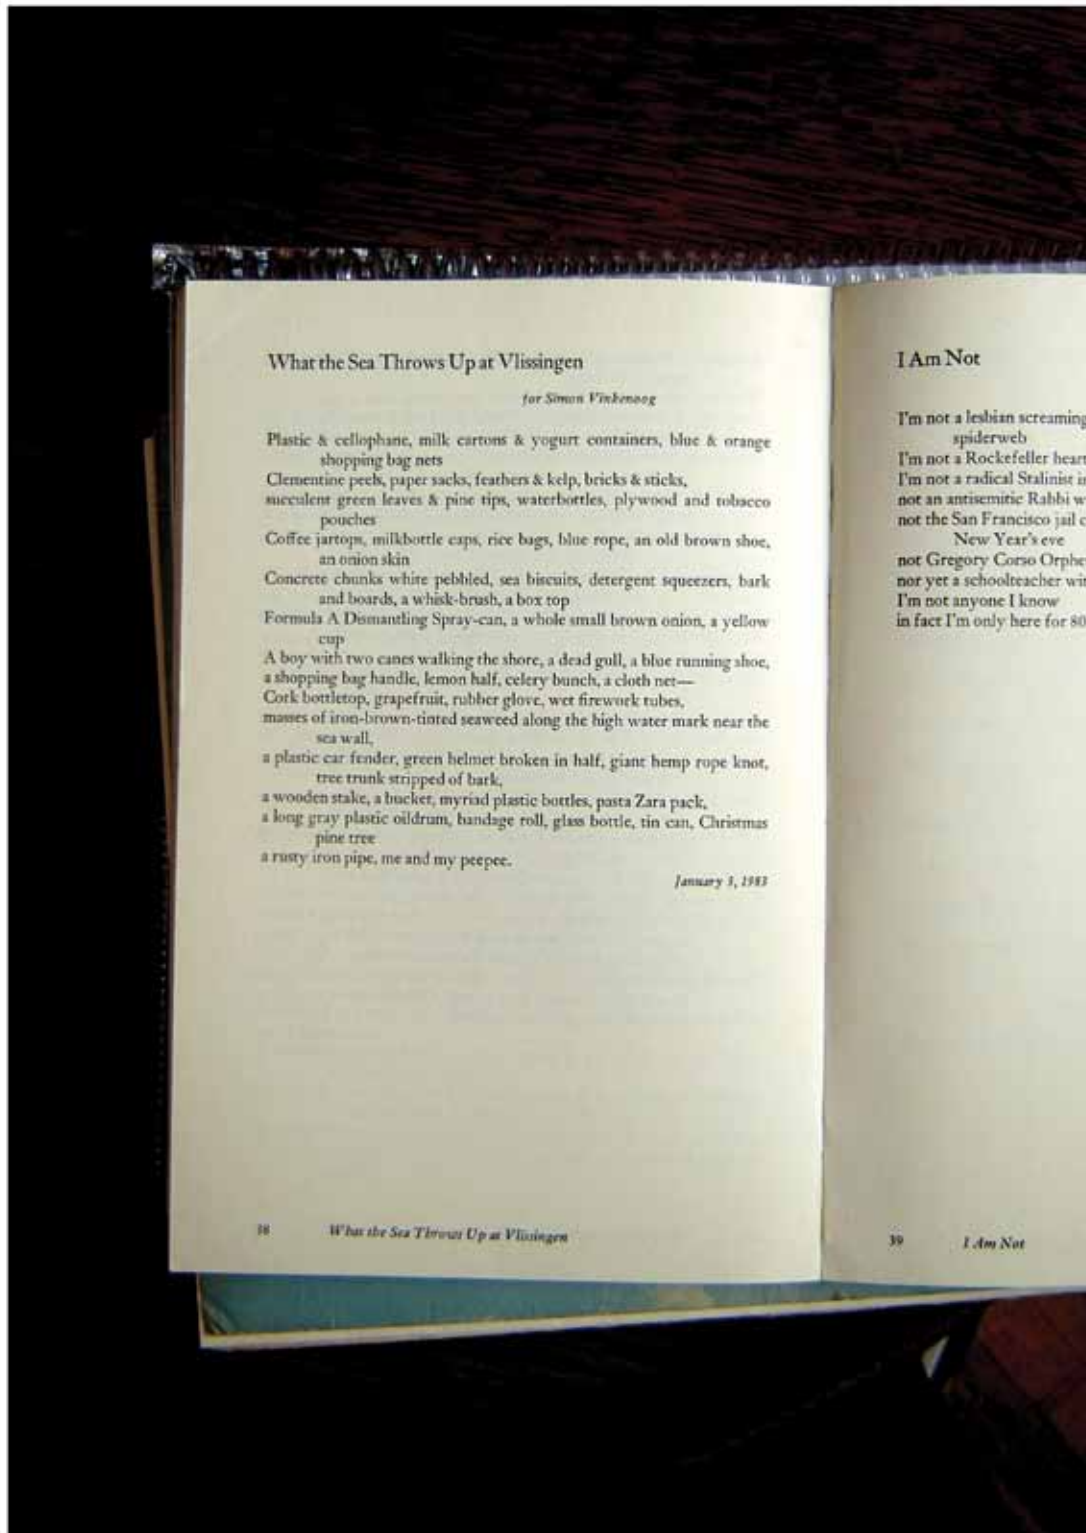 What the Sea Throws Up at Vlissingen
for Simon Vinkenoog
Plastic & cellophane, milk cartons & yogurt containers, blue & orange
shopping bag nets
Clementine peels, paper sacks, feathers & kelp, bricks & sticks,
succulent green leaves & pine tips, waterbottles, plywood and tobacco
pouches
Coffee jartops, milkbottle caps, rice bags, blue rope, an old brown shoe,
an onion skin
Concrete chunks white pebbled, sea biscuits, detergent squeezers, bark
and boards, a whisk-brush, a box top
Formula A Dismantling Spray-can, a whole small brown onion, a yellow
cup
A boy with two canes walking the shore, a dead gull, a blue running shoe,
a shopping bag handle, lemon half, celery bunch, a cloth net—
Cork bottletop, grapefruit, rubber glove, wet firework tubes,
masses of iron-brown-tinted seaweed along the high water mark near the
sea wall,
a plastic car fender, green helmet broken in half, giant hemp rope knot,
tree trunk stripped of bark,
a wooden stake, a bucket, myriad plastic bottles, pasta Zara pack,
a long gray plastic oildrum, bandage roll, glass bottle, tin can, Christmas
pine tree
a rusty iron pipe, me and my peepee.
January 3, 1983
38 What the Sea Throws Up at Vlissingen
I Am Not
I'm not a lesbian screaming
spiderweb
I'm not a Rockefeller
I'm not a radical Stalinist
not an antisemitic Rabbi
not the San Francisco jail
New Year's eve
not Gregory Corso
nor yet a schoolteacher
I'm not anyone I know
in fact I'm only here for
39 I Am Not